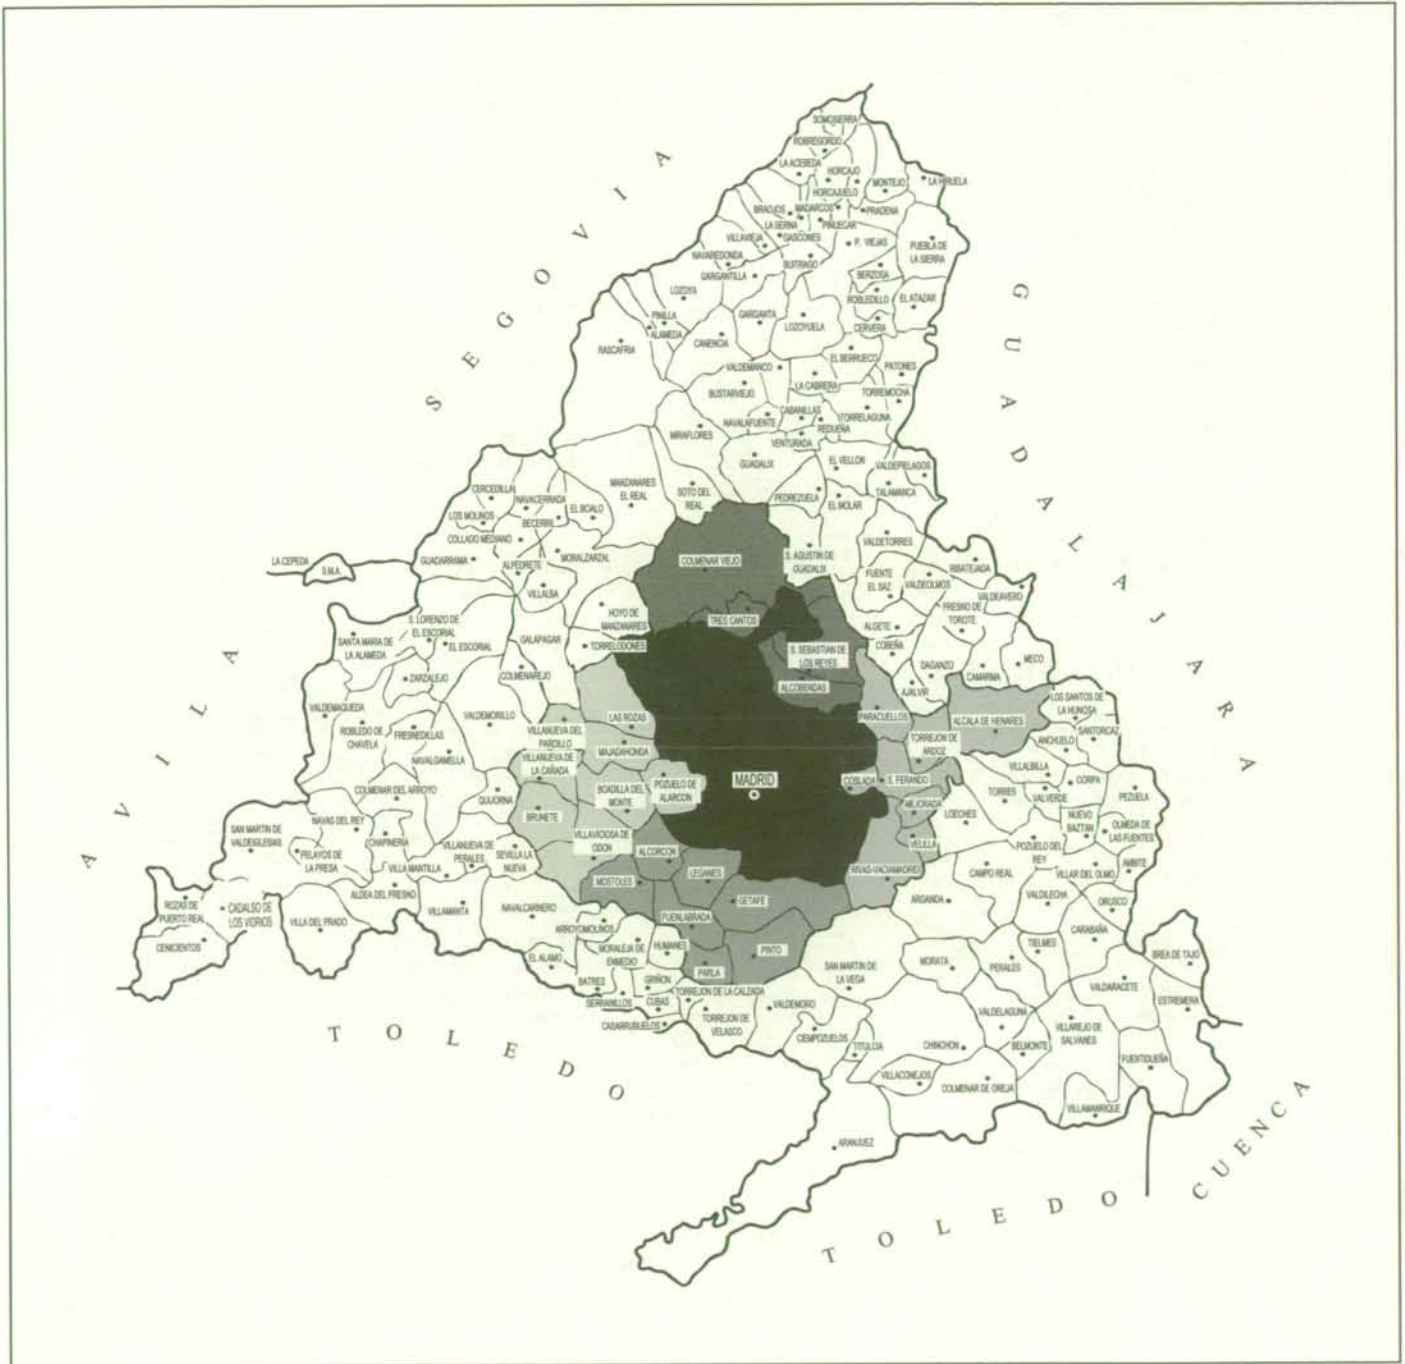 SEGOVIA
GUADALAJARA
AVILA
TOLEDO
TOLEDO
CUENCA
SOMOSIERRA
ROBREGORDO
LA ACEBEDA
HORCAJO
HORCAJUELO
MONTEJO
LA HIRUELA
BRAOJOS
MADARCOS
PRADENA
LA SERNA
PIÑUECAR
VILLAVIEJA
GASCONES
P. VIEJAS
PUEBLA DE
LA SIERRA
NAVAREDONDA
BUITRAGO
GARGANTILLA
BERZOSA
LOZOYA
ROBLEDILLO
EL ATAZAR
PINILLA
GARGANTA
LOZOYUELA
CERVERA
ALAMEDA
CANENCIA
RASCAFRIA
EL BERRUECO
VALDEMANCO
PATONES
LA CABRERA
BUSTARVIEJO
TORREMOCHA
CABANILLAS
TORRELAGUNA
NAVALAFUENTE
REDUEÑA
MIRAFLORES
VENTURADA
GUADALIX
EL VELLON
VALDEPIELAGOS
MANZANARES
EL REAL
SOTO DEL
REAL
PEDREZUELA
TALAMANCA
EL MOLAR
CERCEDILLA
NAVACERRADA
LOS MOLINOS
BECERRIL
EL BOALO
COLLADO MEDIANO
VALDETORRES
GUADARRAMA
ALPEDRETE
MORALZARZAL
COLMENAR VIEJO
S. AGUSTIN DE
GUADALIX
LA CEPEDA
S.M.A.
VILLALBA
FUENTE
EL SAZ
RIBATEJADA
VALDEOLMOS
VALDEAVERO
HOYO DE
MANZANARES
TRES CANTOS
FRESNO DE
TOROTE
S. LORENZO DE
EL ESCORIAL
EL ESCORIAL
GALAPAGAR
TORRELODONES
ALGETE
COBEÑA
SANTA MARIA DE
LA ALAMEDA
S. SEBASTIAN DE
LOS REYES
DAGANZO
MECO
CAMARMA
ZARZALEJO
COLMENAREJO
ALCOBENDAS
AJALVIR
LOS SANTOS DE
LA HUMOSA
VALDEMAQUEDA
VALDEMORILLO
LAS ROZAS
PARACUELLOS
ALCALA DE HENARES
ROBLEDO DE
CHAVELA
FRESNEDILLAS
VILLANUEVA DEL
PARDILLO
SANTORCAZ
TORREJON DE
ARDOZ
ANCHUELO
MAJADAHONDA
NAVALGAMELLA
VILLANUEVA DE
LA CAÑADA
VILLALBILLA
MADRID
COSLADA
S. FERANDO
CORPA
COLMENAR DEL ARROYO
QUIJORNA
BOADILLA DEL
MONTE
POZUELO DE
ALARCON
TORRES
VALVERDE
PEZUELA
MEJORADA
LOECHES
NUEVO
BAZTAN
BRUNETE
NAVAS DEL REY
OLMEDA DE
LAS FUENTES
SAN MARTIN DE
VALDEIGLESIAS
CHAPINERIA
VILLAVICIOSA DE
ODON
VELILLA
VILLANUEVA DE
PERALES
SEVILLA LA
NUEVA
ALCORCON
POZUELO DEL
REY
PELAYOS DE
LA PRESA
VILLA MANTILLA
LEGANES
RIVAS-VACIAMADRID
CAMPO REAL
VILLAR DEL OLMO
AMBITE
MOSTOLES
ALDEA DEL FRESNO
VALDILECHA
GETAFE
ARGANDA
ORUSCO
ROZAS DE
PUERTO REAL
CADALSO DE
LOS VIDRIOS
VILLAMANTA
NAVALCARNERO
VILLA DEL PRADO
FUENLABRADA
ARROYOMOLINOS
CARABAÑA
CENICIENTOS
MORALEJA DE
ENMEDIO
HUMANES
TIELMES
PINTO
EL ALAMO
MORATA
PERALES
BREA DE TAJO
SAN MARTIN DE
LA VEGA
PARLA
BATRES
GRIÑON
VALDARACETE
TORREJON DE LA CALZADA
SERRANILLOS
CUBAS
VALDEMORO
ESTREMERA
VALDELAGUNA
CASARRUBUELOS
TORREJON DE
VELASCO
VILLAREJO DE
SALVANES
CIEMPOZUELOS
TITULCIA
CHINCHON
BELMONTE
FUENTIDUEÑA
VILLACONEJOS
COLMENAR DE OREJA
VILLAMANRIQUE
ARANJUEZ